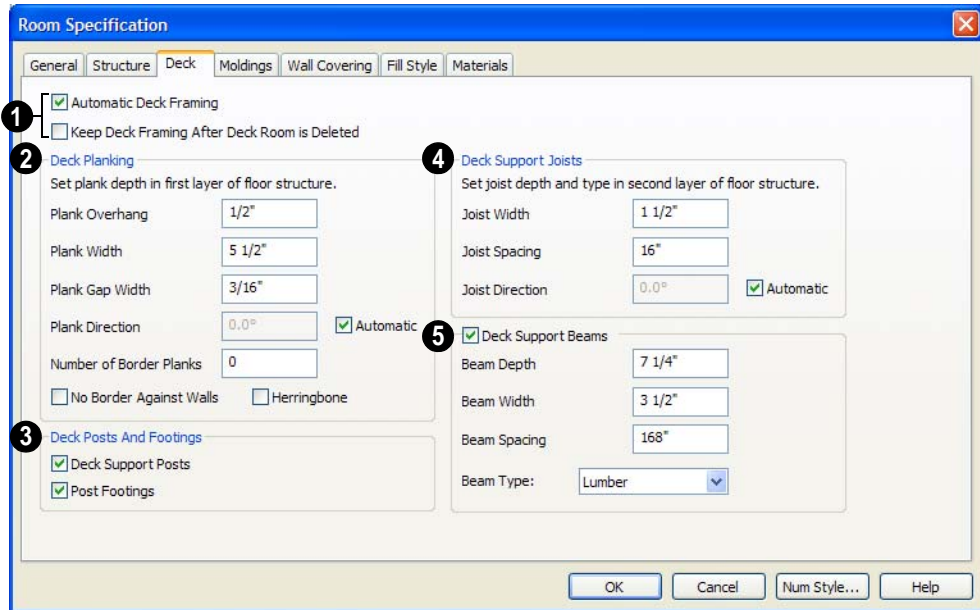 Room Specification
General Structure Deck Moldings Wall Covering Fill Style Materials
1
Automatic Deck Framing
Keep Deck Framing After Deck Room is Deleted
2
Deck Planking
Set plank depth in first layer of floor structure.
Plank Overhang 1/2"
Plank Width 5 1/2"
Plank Gap Width 3/16"
Plank Direction 0.0° Automatic
Number of Border Planks 0
No Border Against Walls Herringbone
3
Deck Posts And Footings
Deck Support Posts
Post Footings
4
Deck Support Joists
Set joist depth and type in second layer of floor structure.
Joist Width 1 1/2"
Joist Spacing 16"
Joist Direction 0.0° Automatic
5
Deck Support Beams
Beam Depth 7 1/4"
Beam Width 3 1/2"
Beam Spacing 168"
Beam Type: Lumber
OK Cancel Num Style... Help